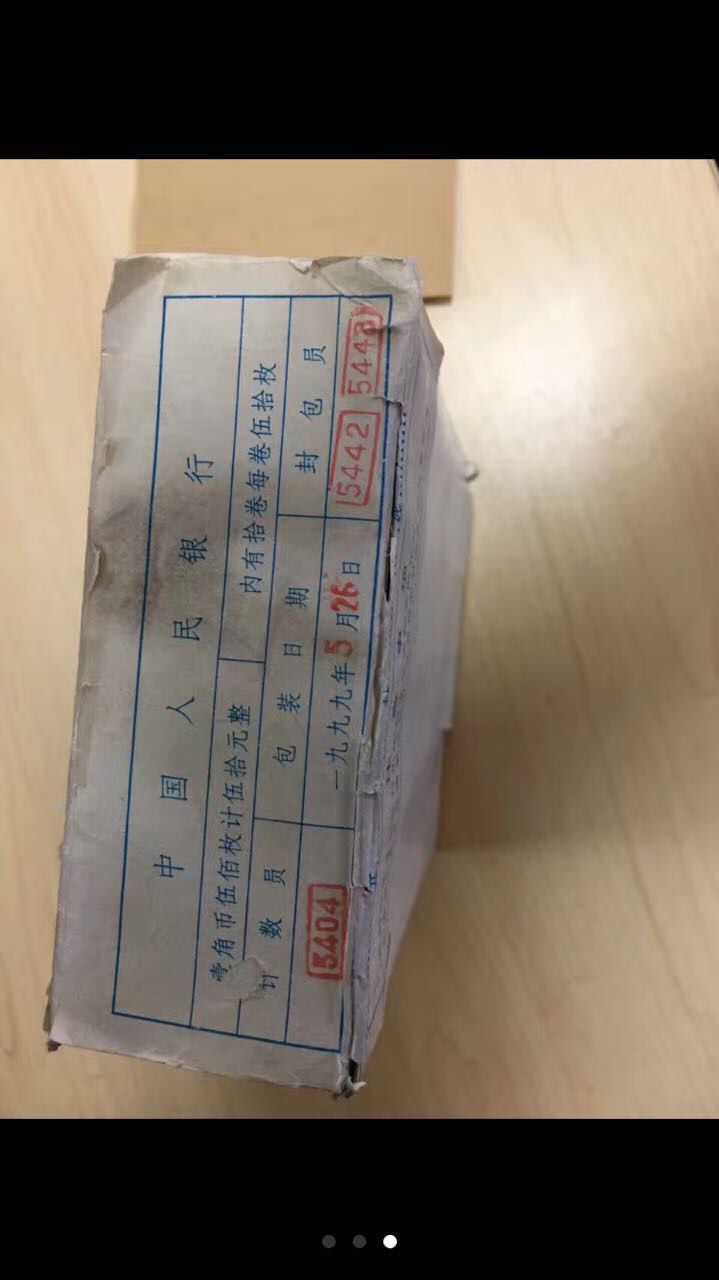 中国人民银行
壹角币伍佰枚计伍拾元整 内有拾卷每卷伍拾枚
计数员 包装日期 封包员
5404 一九九九年5月26日 5442 5443